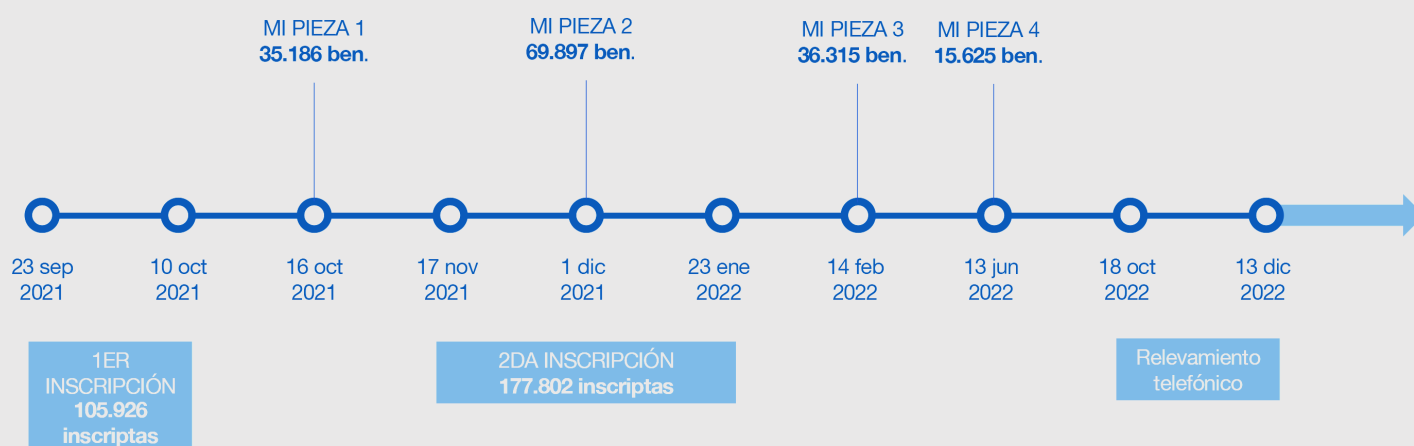 MI PIEZA 1
35.186 ben.
MI PIEZA 2
69.897 ben.
MI PIEZA 3
36.315 ben.
MI PIEZA 4
15.625 ben.
23 sep
2021
10 oct
2021
16 oct
2021
17 nov
2021
1 dic
2021
23 ene
2022
14 feb
2022
13 jun
2022
18 oct
2022
13 dic
2022
1ER
INSCRIPCIÓN
105.926
inscriptas
2DA INSCRIPCIÓN
177.802 inscriptas
Relevamiento
telefónico